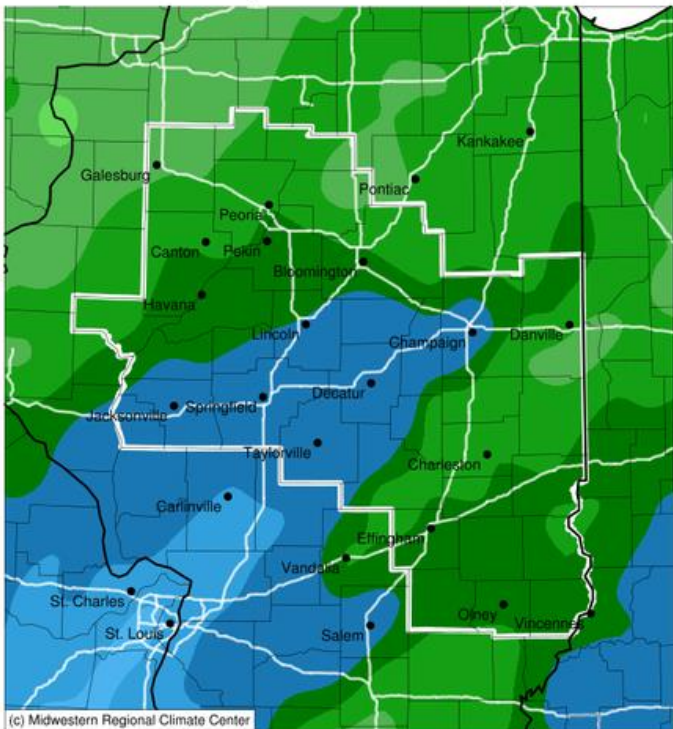 Kankakee
Galesburg
Pontiac
Peoria
Canton
Pekin
Bloomington
Havana
Lincoln
Champaign
Danville
Decatur
Jacksonville
Springfield
Taylorville
Charleston
Carlinville
Effingham
Vandalia
St. Charles
Olney
Vincennes
St. Louis
Salem
(c) Midwestern Regional Climate Center